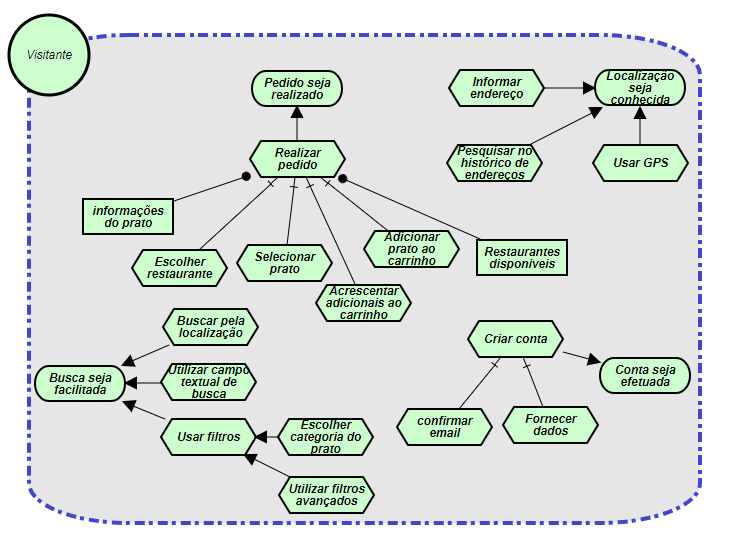 Visitante
Pedido seja
realizado
Informar
endereço
Localização
seja
conhecida
Realizar
pedido
Pesquisar no
histórico de
endereços
Usar GPS
informações
do prato
Escolher
restaurante
Selecionar
prato
Adicionar
prato ao
carrinho
Restaurantes
disponiveis
Acrescentar
adicionais ao
carrinho
Buscar pela
localização
Criar conta
Busca seja
facilitada
Utilizar campo
textual de
busca
Conta seja
efetuada
Usar filtros
Escolher
categoria do
prato
confirmar
email
Fornecer
dados
Utilizar filtros
avançados